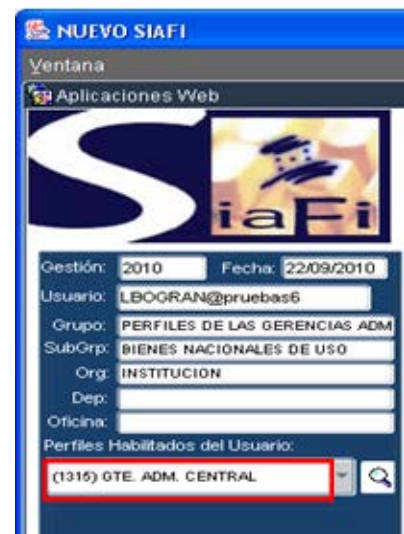 NUEVO SIAFI
Ventana
Aplicaciones Web
SiaFi
Gestión: 2010 Fecha: 22/09/2010
Usuario: LBOGRAN@pruebas6
Grupo: PERFILES DE LAS GERENCIAS ADM
SubGrp: BIENES NACIONALES DE USO
Org: INSTITUCION
Dep:
Oficina:
Perfiles Habilitados del Usuario:
(1315) GTE. ADM. CENTRAL